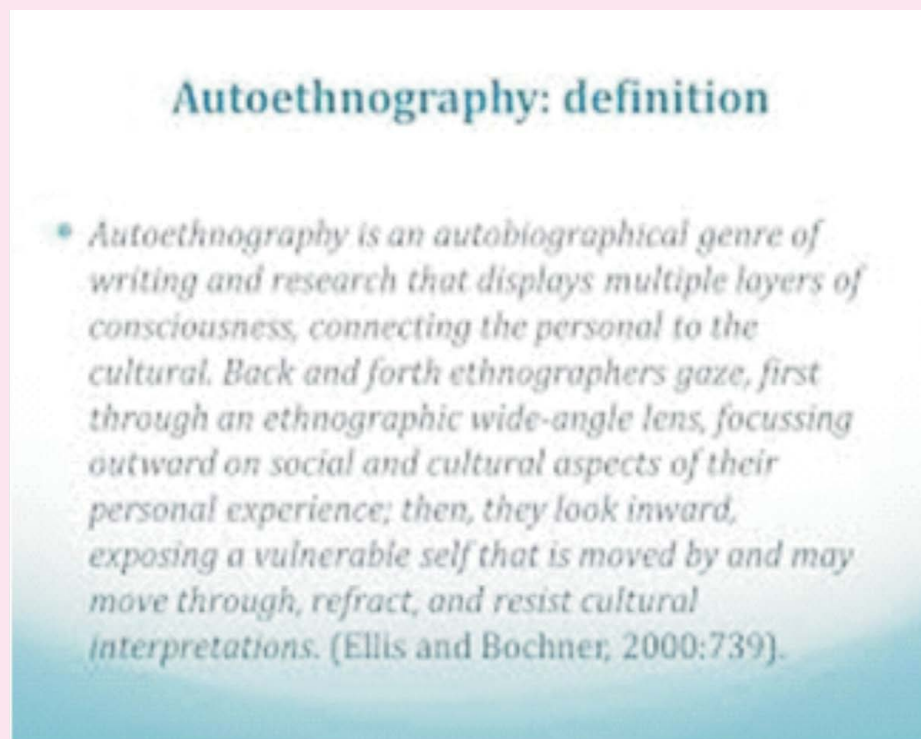 Autoethnography: definition
• Autoethnography is an autobiographical genre of
writing and research that displays multiple layers of
consciousness, connecting the personal to the
cultural. Back and forth ethnographers gaze, first
through an ethnographic wide-angle lens, focussing
outward on social and cultural aspects of their
personal experience; then, they look inward,
exposing a vulnerable self that is moved by and may
move through, refract, and resist cultural
interpretations. (Ellis and Bochner, 2000:739).